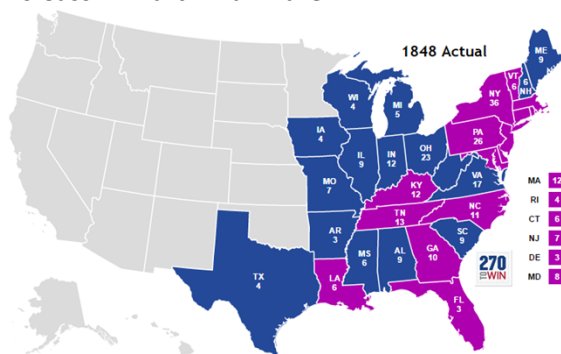 1848 Actual
ME
9
VT
6
6
NH
NY
36
WI
4
MI
5
PA
26
IA
4
IL
9
IN
12
OH
23
MO
7
KY
12
VA
17
MA 12
RI 4
CT 6
NJ 7
DE 3
MD 8
TN
13
NC
11
AR
3
SC
9
MS
6
AL
9
GA
10
TX
4
LA
6
FL
3
270
TO
WIN